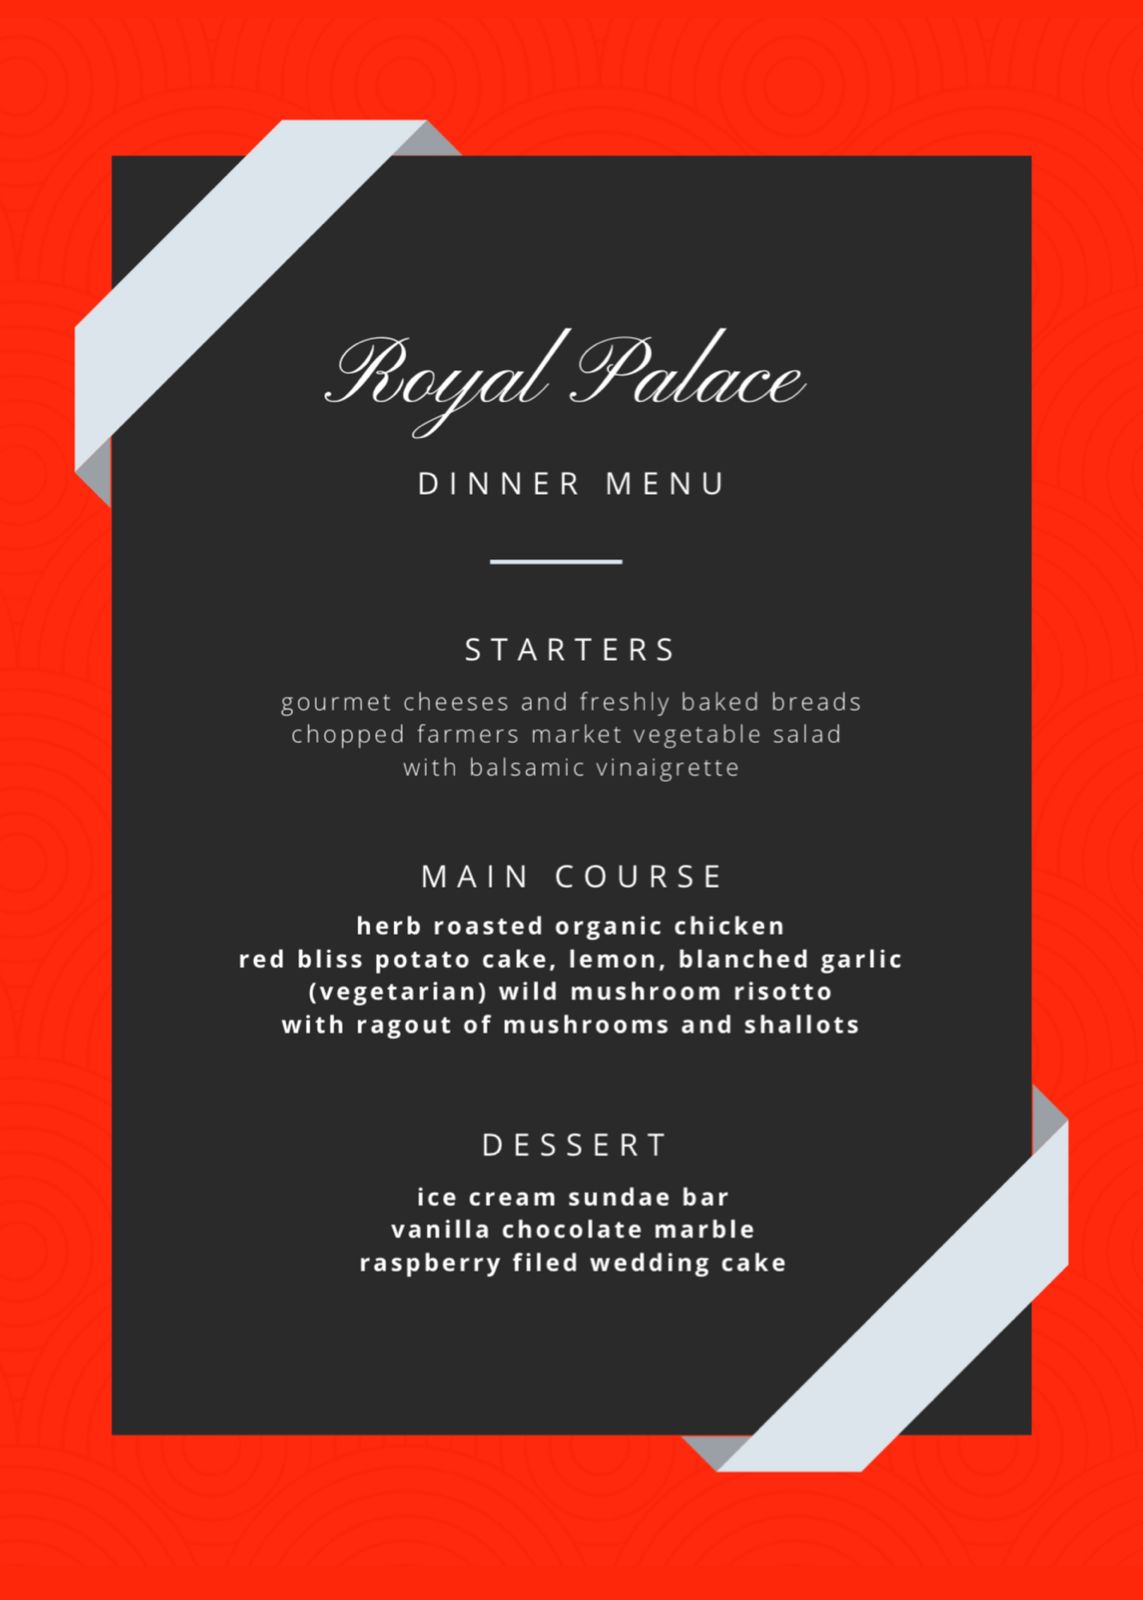 Royal Palace
DINNER MENU
STARTERS
gourmet cheeses and freshly baked breads
chopped farmers market vegetable salad
with balsamic vinaigrette
MAIN COURSE
herb roasted organic chicken
red bliss potato cake, lemon, blanched garlic
(vegetarian) wild mushroom risotto
with ragout of mushrooms and shallots
DESSERT
ice cream sundae bar
vanilla chocolate marble
raspberry filed wedding cake